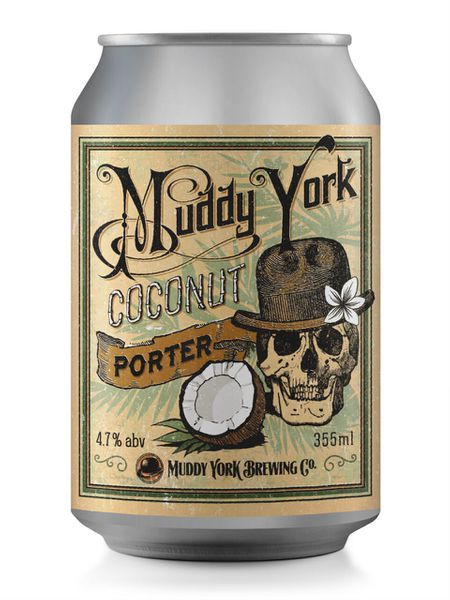 Muddy York
COCONUT
PORTER
4.7% abv
355ml
MUDDY YORK BREWING CO.